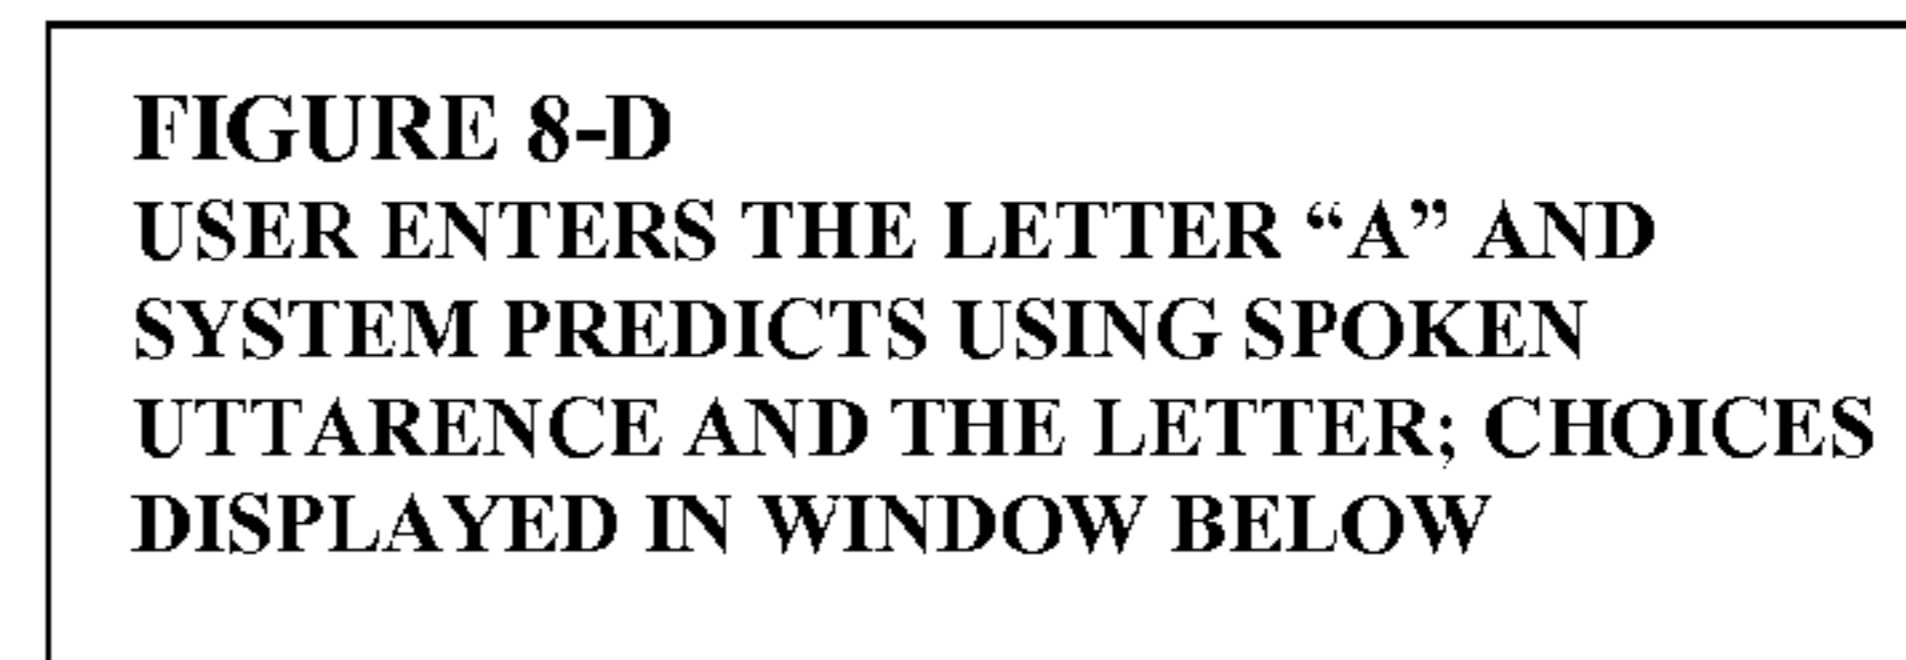 FIGURE 8-D
USER ENTERS THE LETTER “A” AND
SYSTEM PREDICTS USING SPOKEN
UTTARENCE AND THE LETTER; CHOICES
DISPLAYED IN WINDOW BELOW